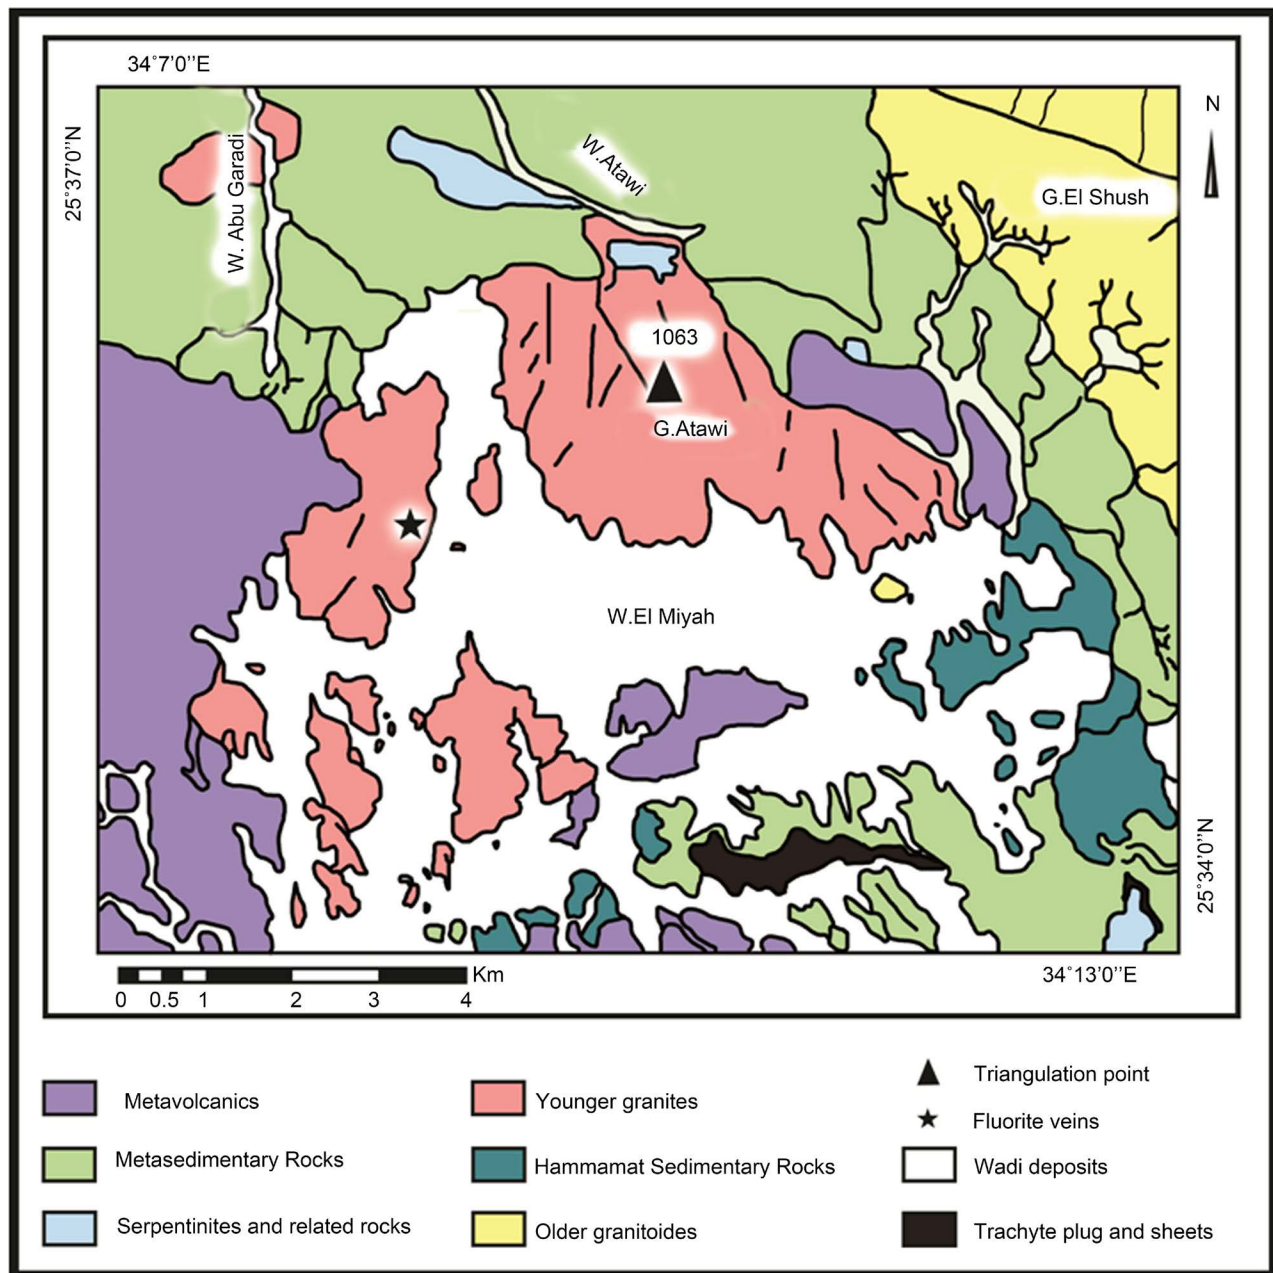 34˚7'0''E
N
25˚37'0''N
W. Abu Garadi
W.Atawi
G.El Shush
1063
G.Atawi
W.El Miyah
25˚34'0''N
Km
34˚13'0''E
0 0.5 1 2 3 4
Metavolcanics
Metasedimentary Rocks
Serpentinites and related rocks
Younger granites
Hammamat Sedimentary Rocks
Older granitoides
Triangulation point
Fluorite veins
Wadi deposits
Trachyte plug and sheets